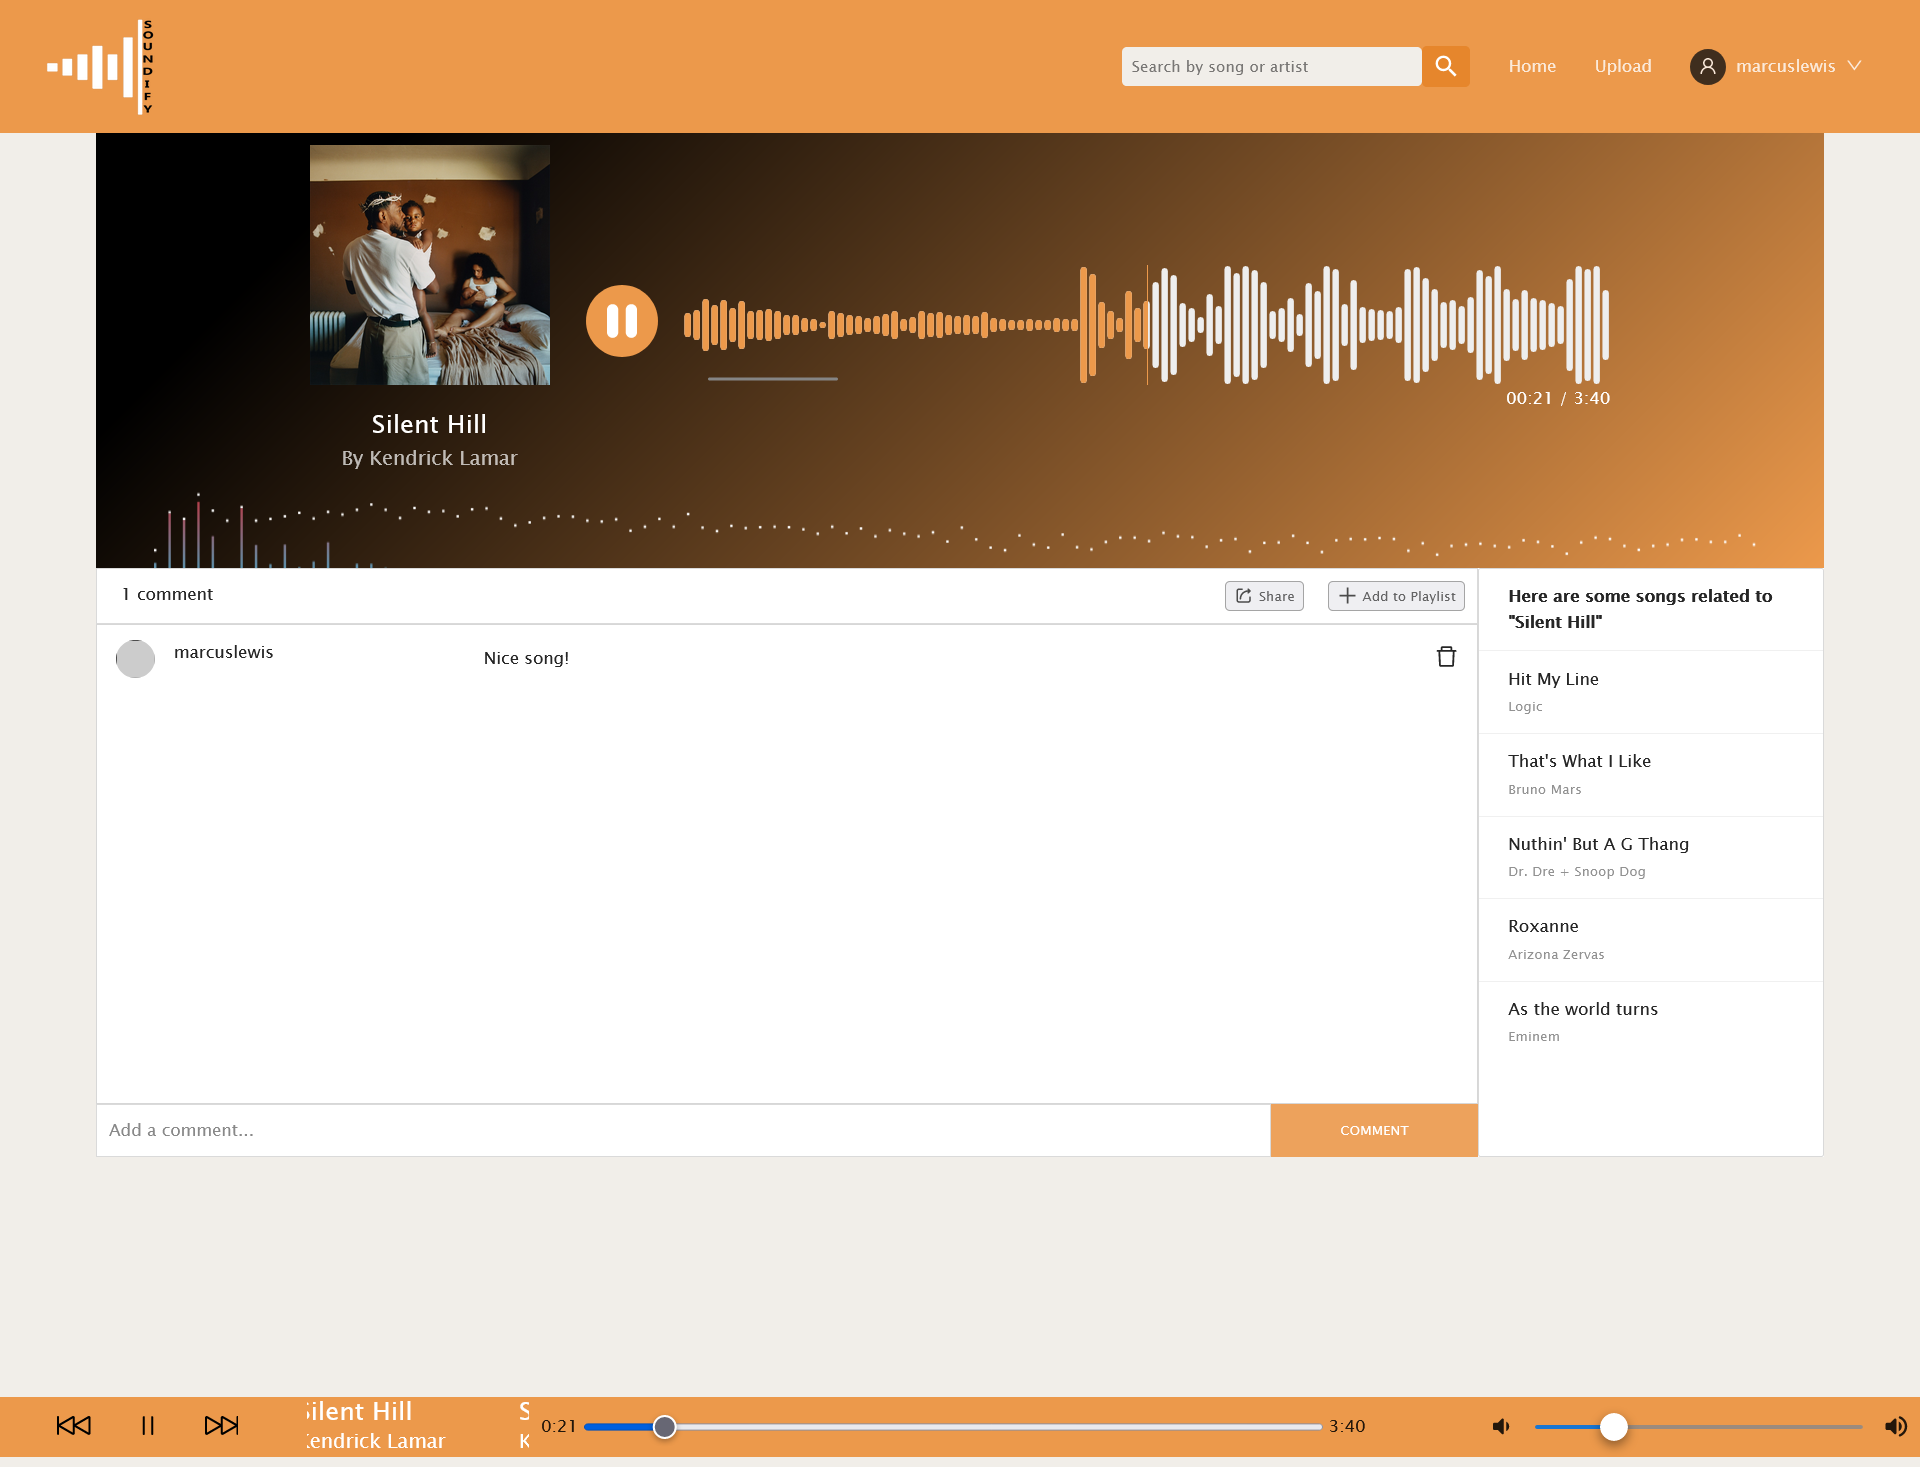 SOUNDIFY
Search by song or artist
Home
Upload
marcuslewis
00:21 / 3:40
Silent Hill
By Kendrick Lamar
1 comment
Share
Add to Playlist
marcuslewis
Nice song!
Add a comment...
COMMENT
Here are some songs related to
"Silent Hill"
Hit My Line
Logic
That's What I Like
Bruno Mars
Nuthin' But A G Thang
Dr. Dre + Snoop Dog
Roxanne
Arizona Zervas
As the world turns
Eminem
Silent Hill S
Kendrick Lamar K
0:21
3:40